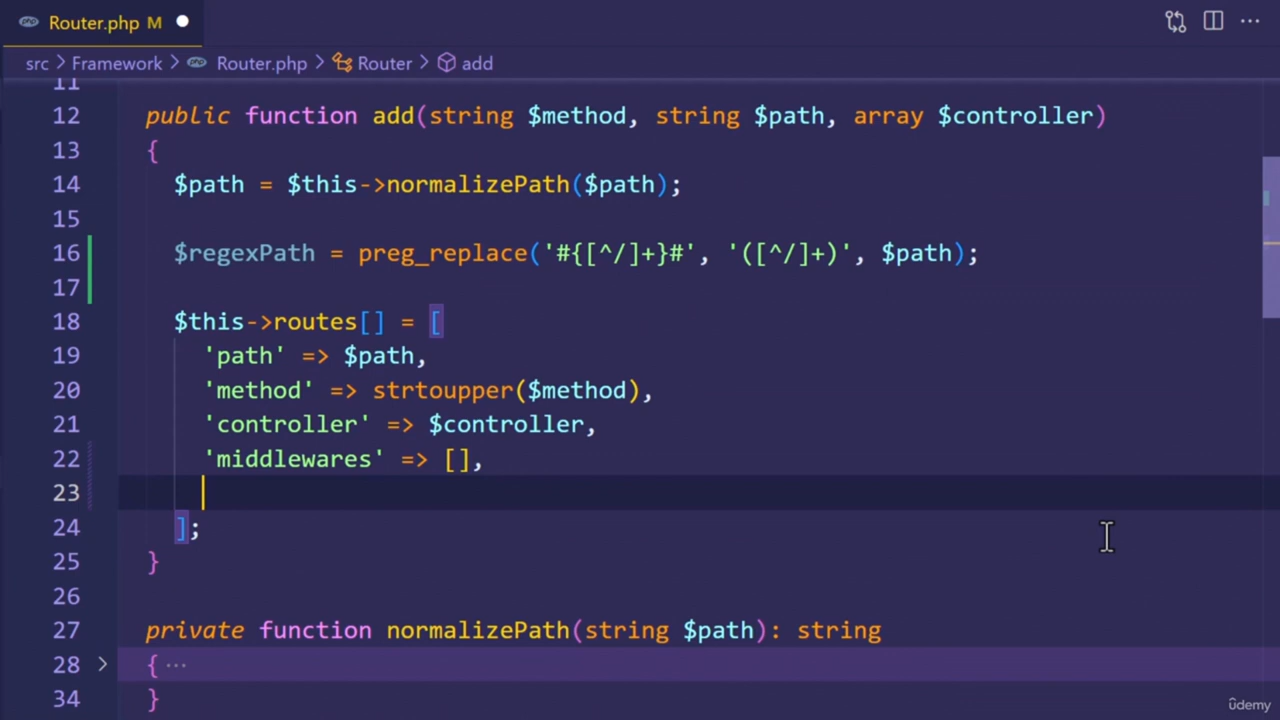 Router.php M
src > Framework > Router.php > Router > add
11
12 public function add(string $method, string $path, array $controller)
13 {
14 $path = $this->normalizePath($path);
15
16 $regexPath = preg_replace('#{[^/]+}#', '([^/]+)', $path);
17
18 $this->routes[] = [
19 'path' => $path,
20 'method' => strtoupper($method),
21 'controller' => $controller,
22 'middlewares' => [],
23
24 ];
25 }
26
27 private function normalizePath(string $path): string
28 { ...
34 }
ûdemy